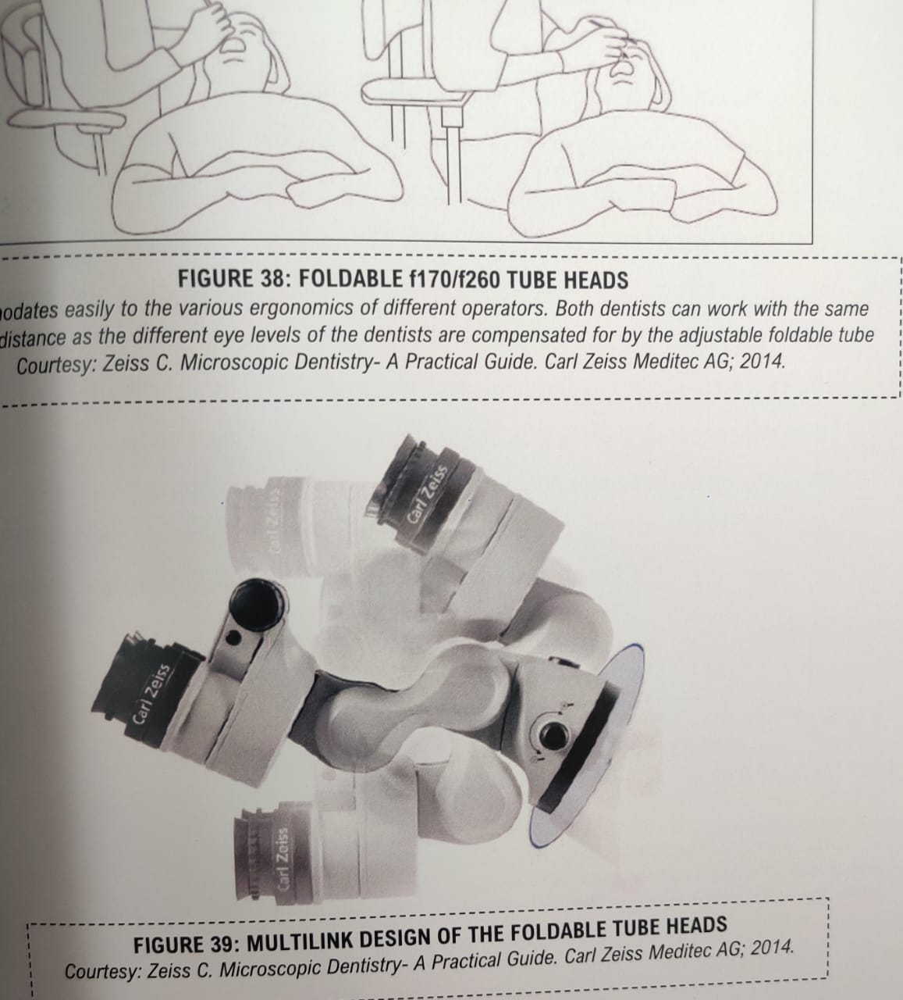 FIGURE 38: FOLDABLE f170/f260 TUBE HEADS
easily to the various ergonomics of different operators. Both dentists can work with the same
distance as the different eye levels of the dentists are compensated for by the adjustable foldable tube
Courtesy: Zeiss C. Microscopic Dentistry- A Practical Guide. Carl Zeiss Meditec AG; 2014.
Carl Zeiss
Carl Zeiss
Carl Zeiss
Carl Zeiss
FIGURE 39: MULTILINK DESIGN OF THE FOLDABLE TUBE HEADS
Courtesy: Zeiss C. Microscopic Dentistry- A Practical Guide. Carl Zeiss Meditec AG; 2014.